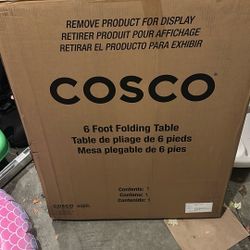 REMOVE PRODUCT FOR DISPLAY
RETIRER PRODUIT POUR AFFICHAGE
RETIRAR EL PRODUCTO PARA EXHIBIR
COSCO
6 Foot Folding Table
Table de pliage de 6 pieds
Mesa plegable de 6 pies
Contents: 1
Contenu: 1
Contenido: 1
COSCO